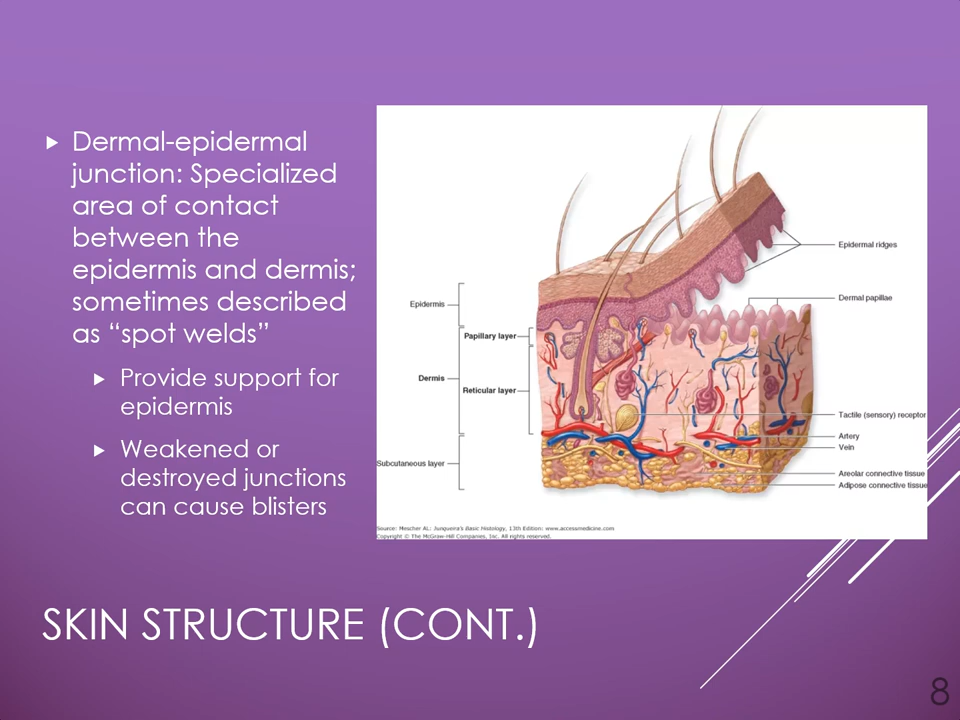 Dermal-epidermal
junction: Specialized
area of contact
between the
epidermis and dermis;
sometimes described
as “spot welds”
Provide support for
epidermis
Weakened or
destroyed junctions
can cause blisters
Epidermal ridges
Dermal papillae
Epidermis
Papillary layer
Dermis
Reticular layer
Tactile (sensory) receptor
Artery
Vein
Subcutaneous layer
Areolar connective tissue
Adipose connective tissue
Source: Mescher AL: Junqueira's Basic Histology, 13th Edition: www.accessmedicine.com
Copyright © The McGraw-Hill Companies, Inc. All rights reserved.
SKIN STRUCTURE (CONT.)
8